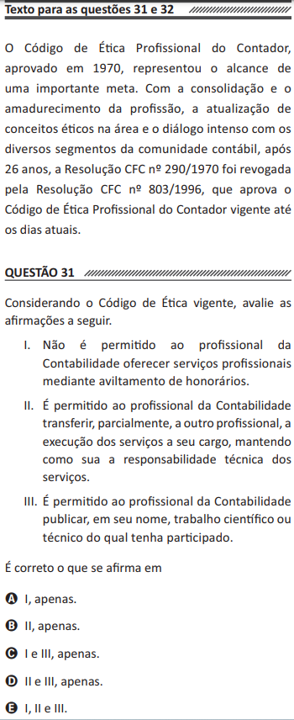 Texto para as questões 31 e 32
O Código de Ética Profissional do Contador,
aprovado em 1970, representou o alcance de
uma importante meta. Com a consolidação e o
amadurecimento da profissão, a atualização de
conceitos éticos na área e o diálogo intenso com os
diversos segmentos da comunidade contábil, após
26 anos, a Resolução CFC nº 290/1970 foi revogada
pela Resolução CFC nº 803/1996, que aprova o
Código de Ética Profissional do Contador vigente até
os dias atuais.
QUESTÃO 31
Considerando o Código de Ética vigente, avalie as
afirmações a seguir.
I. Não é permitido ao profissional da
Contabilidade oferecer serviços profissionais
mediante aviltamento de honorários.
II. É permitido ao profissional da Contabilidade
transferir, parcialmente, a outro profissional, a
execução dos serviços a seu cargo, mantendo
como sua a responsabilidade técnica dos
serviços.
III. É permitido ao profissional da Contabilidade
publicar, em seu nome, trabalho científico ou
técnico do qual tenha participado.
É correto o que se afirma em
A I, apenas.
B II, apenas.
C I e III, apenas.
D II e III, apenas.
E I, II e III.